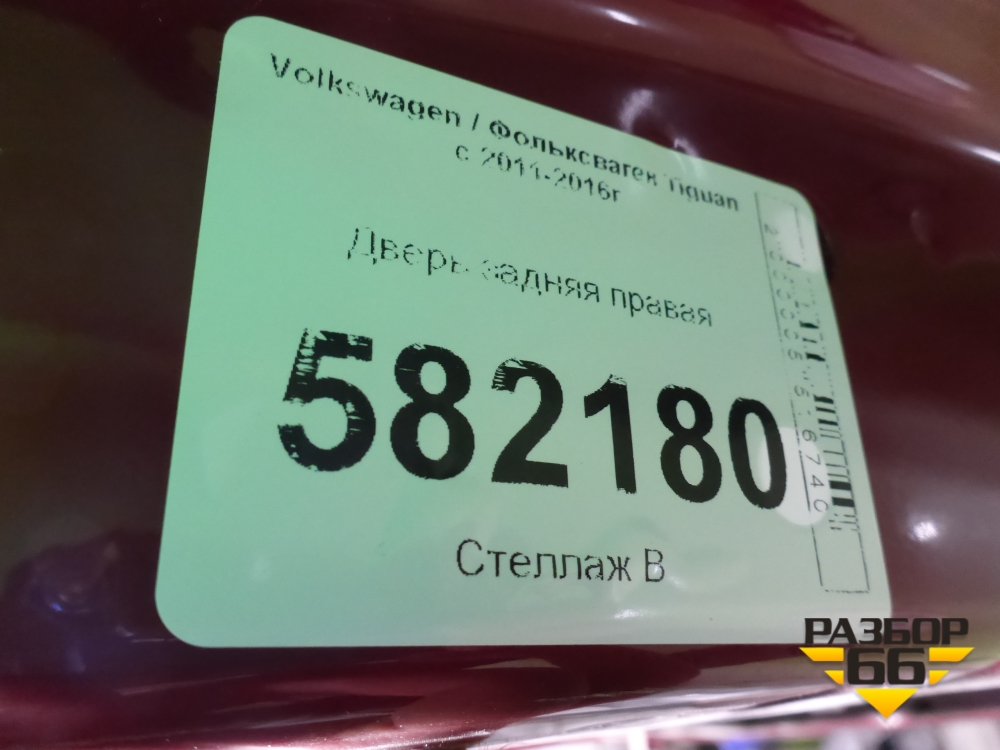 Volkswagen / Фольксваген Tiguan
с 2011-2016г
Дверь задняя правая
582180
Стеллаж В
РАЗБОР
66